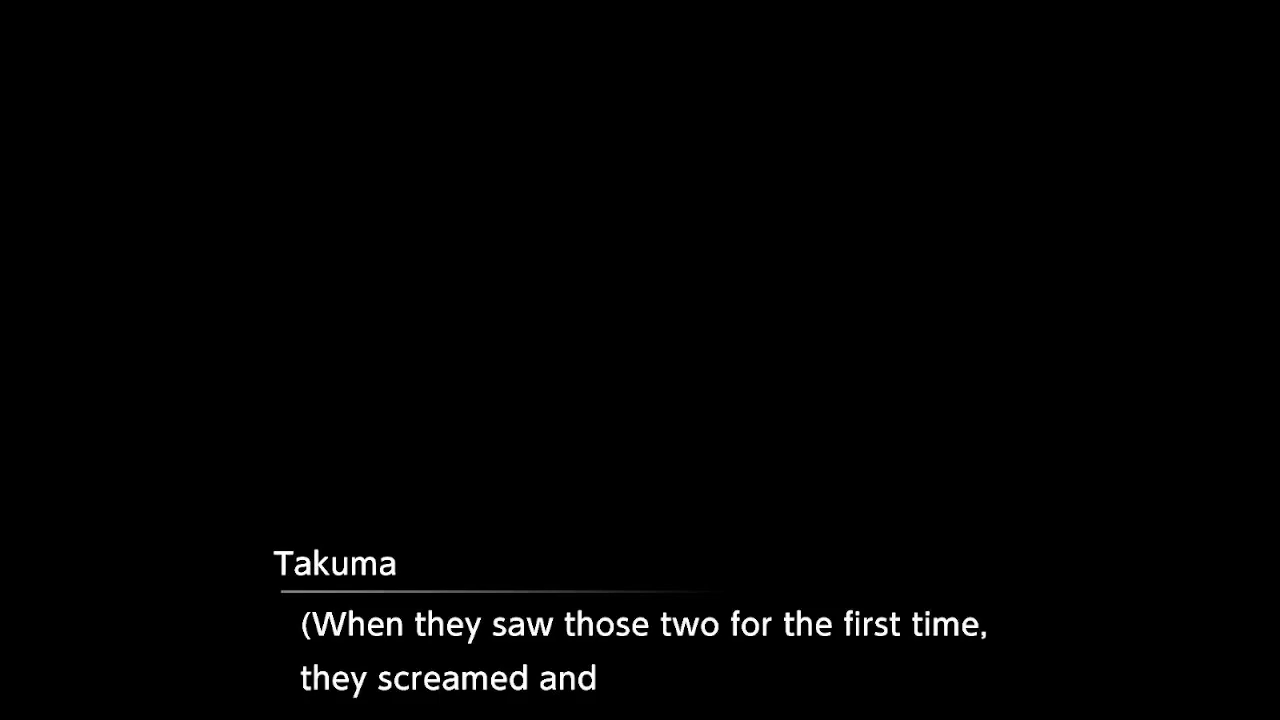 Takuma
(When they saw those two for the first time,
they screamed and